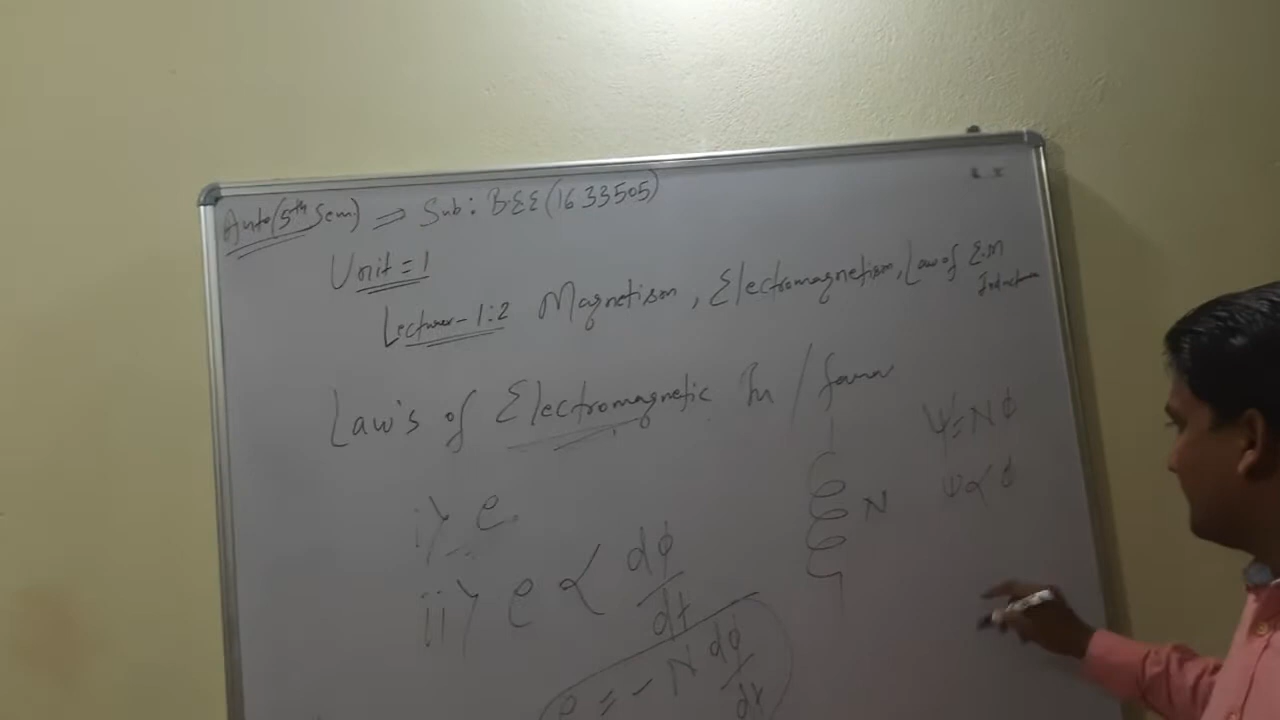 Auto(5th Sem.) ⇒ Sub: BEE(1633505)
Unit = 1
Lecture-1:2 Magnetism, Electromagnetism, Law of E.M
Induction
Law's of Electromagnetic In /
ψ = Nϕ
ψ ∝ ϕ
N
i) e
ii) e ∝ dϕ/dt
e = - N dϕ/dt